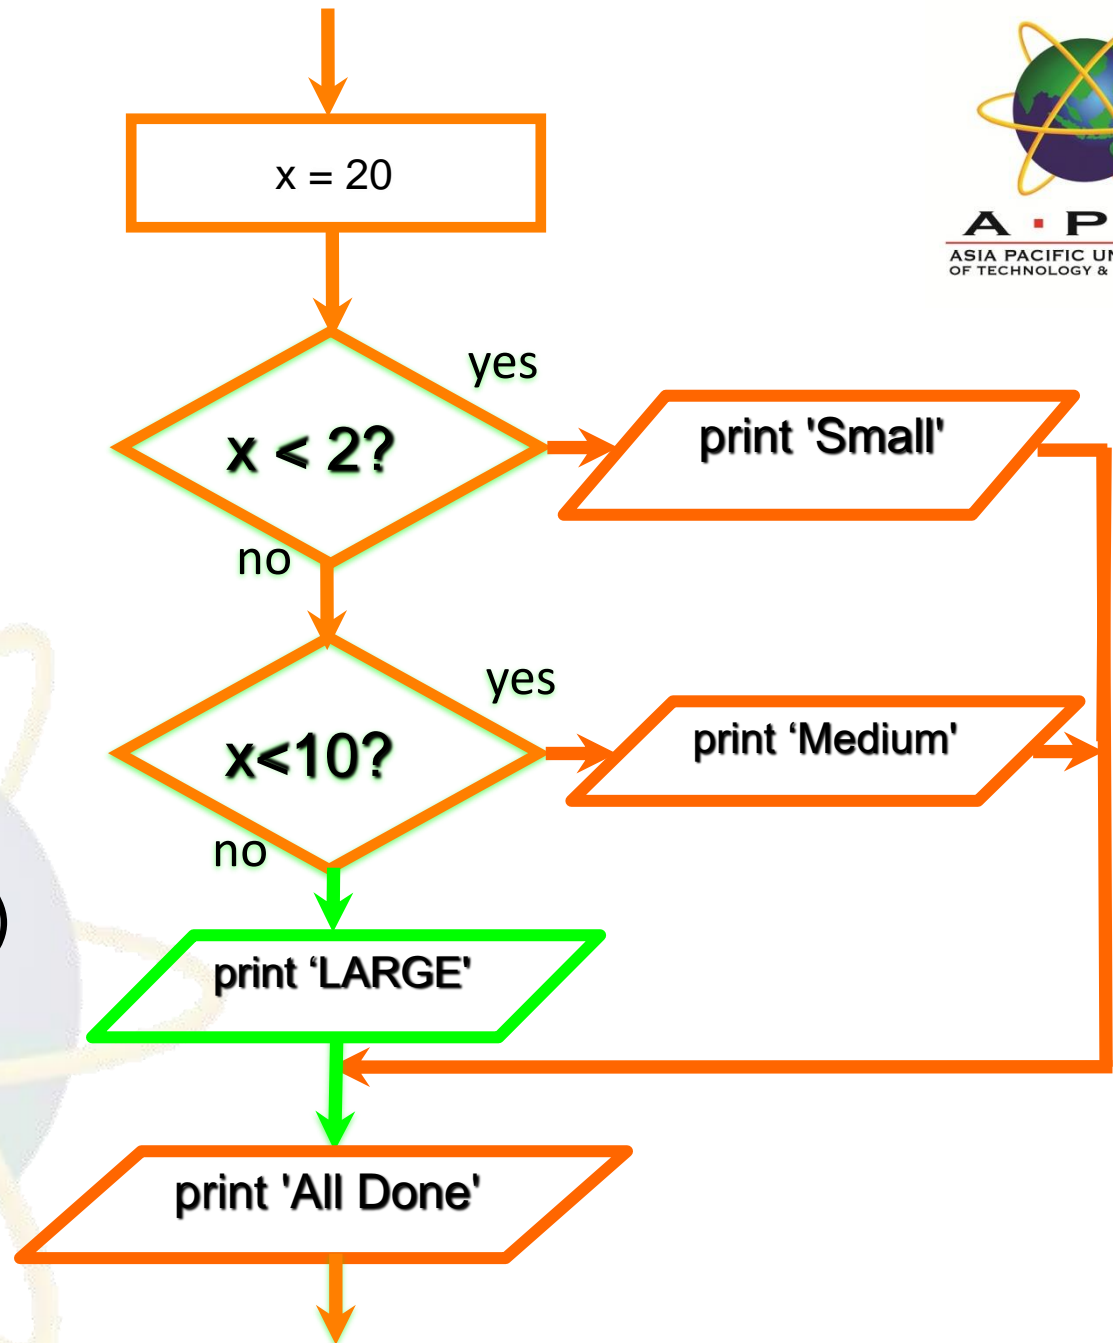 x = 20
yes
x < 2?
print 'Small'
no
yes
x<10?
print ‘Medium'
no
)
print ‘LARGE'
print 'All Done'
A · P
ASIA PACIFIC UN
OF TECHNOLOGY &